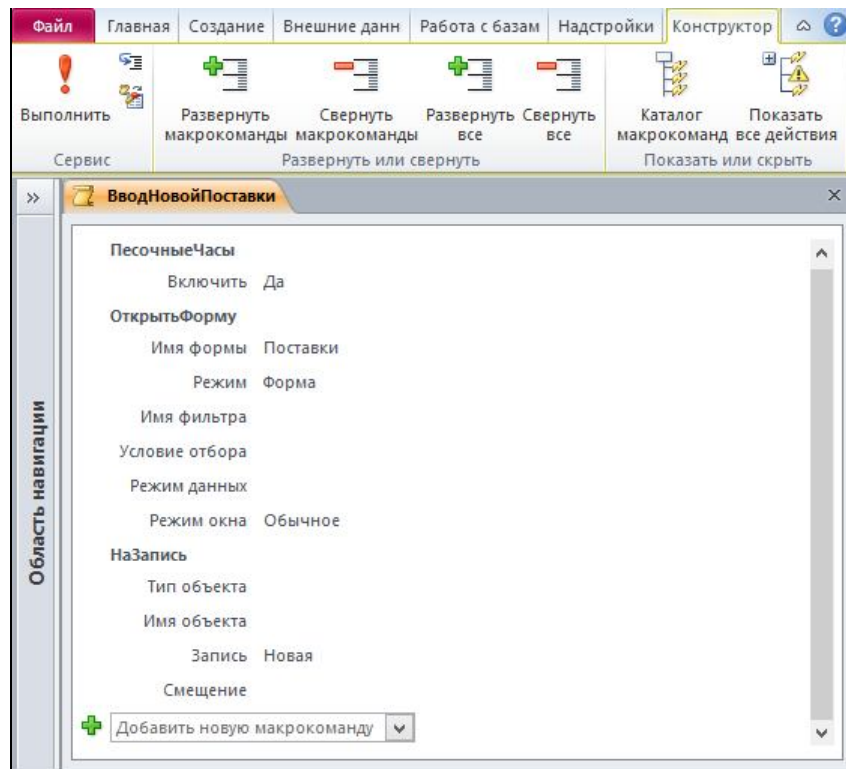 Файл Главная Создание Внешние данн Работа с базам Надстройки Конструктор
Выполнить Развернуть макрокоманды Свернуть макрокоманды Развернуть все Свернуть все Каталог макрокоманд Показать все действия
Сервис Развернуть или свернуть Показать или скрыть
» ВводНовойПоставки
Область навигации
ПесочныеЧасы
Включить Да
ОткрытьФорму
Имя формы Поставки
Режим Форма
Имя фильтра
Условие отбора
Режим данных
Режим окна Обычное
НаЗапись
Тип объекта
Имя объекта
Запись Новая
Смещение
Добавить новую макрокоманду